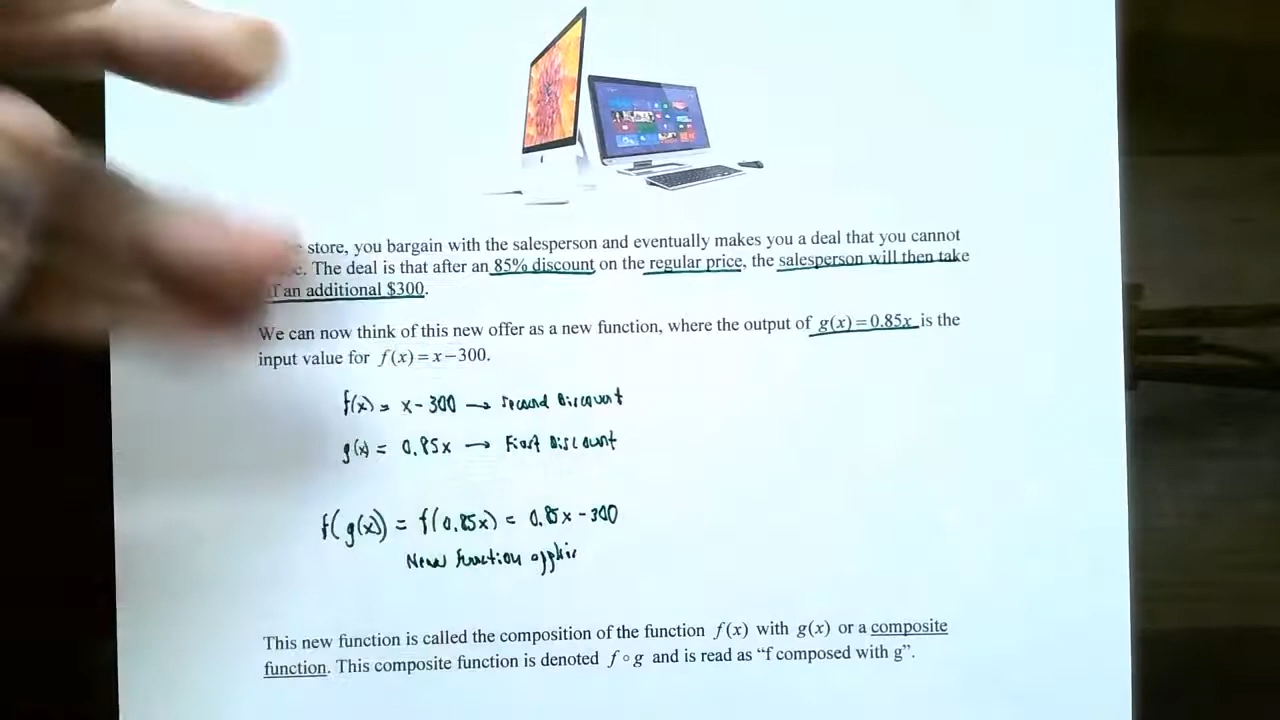 store, you bargain with the salesperson and eventually makes you a deal that you cannot
The deal is that after an 85% discount on the regular price, the salesperson will then take
an additional $300.
We can now think of this new offer as a new function, where the output of g(x)=0.85x is the
input value for f(x)=x−300.
f(x) = x - 300 → Second Discount
g(x) = 0.85x → First Discount
f(g(x)) = f(0.85x) = 0.85x - 300
New function
This new function is called the composition of the function f(x) with g(x) or a composite
function. This composite function is denoted f∘g and is read as “f composed with g”.